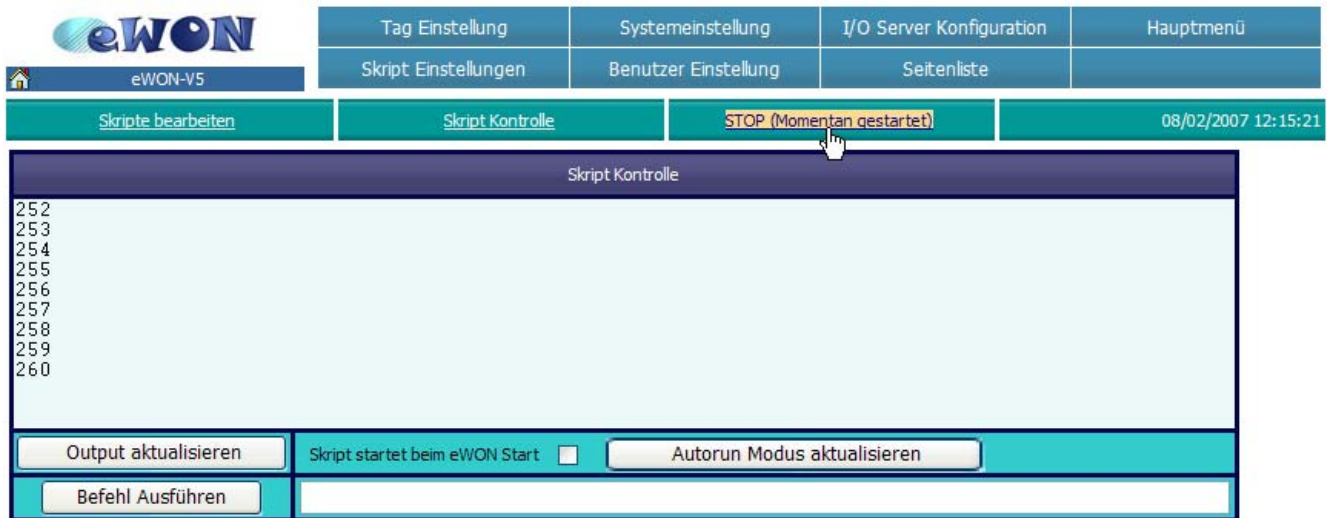 eWON
Tag Einstellung
Systemeinstellung
I/O Server Konfiguration
Hauptmenü
eWON-V5
Skript Einstellungen
Benutzer Einstellung
Seitenliste
Skripte bearbeiten
Skript Kontrolle
STOP (Momentan gestartet)
08/02/2007 12:15:21
Skript Kontrolle
252
253
254
255
256
257
258
259
260
Output aktualisieren
Skript startet beim eWON Start
Autorun Modus aktualisieren
Befehl Ausführen